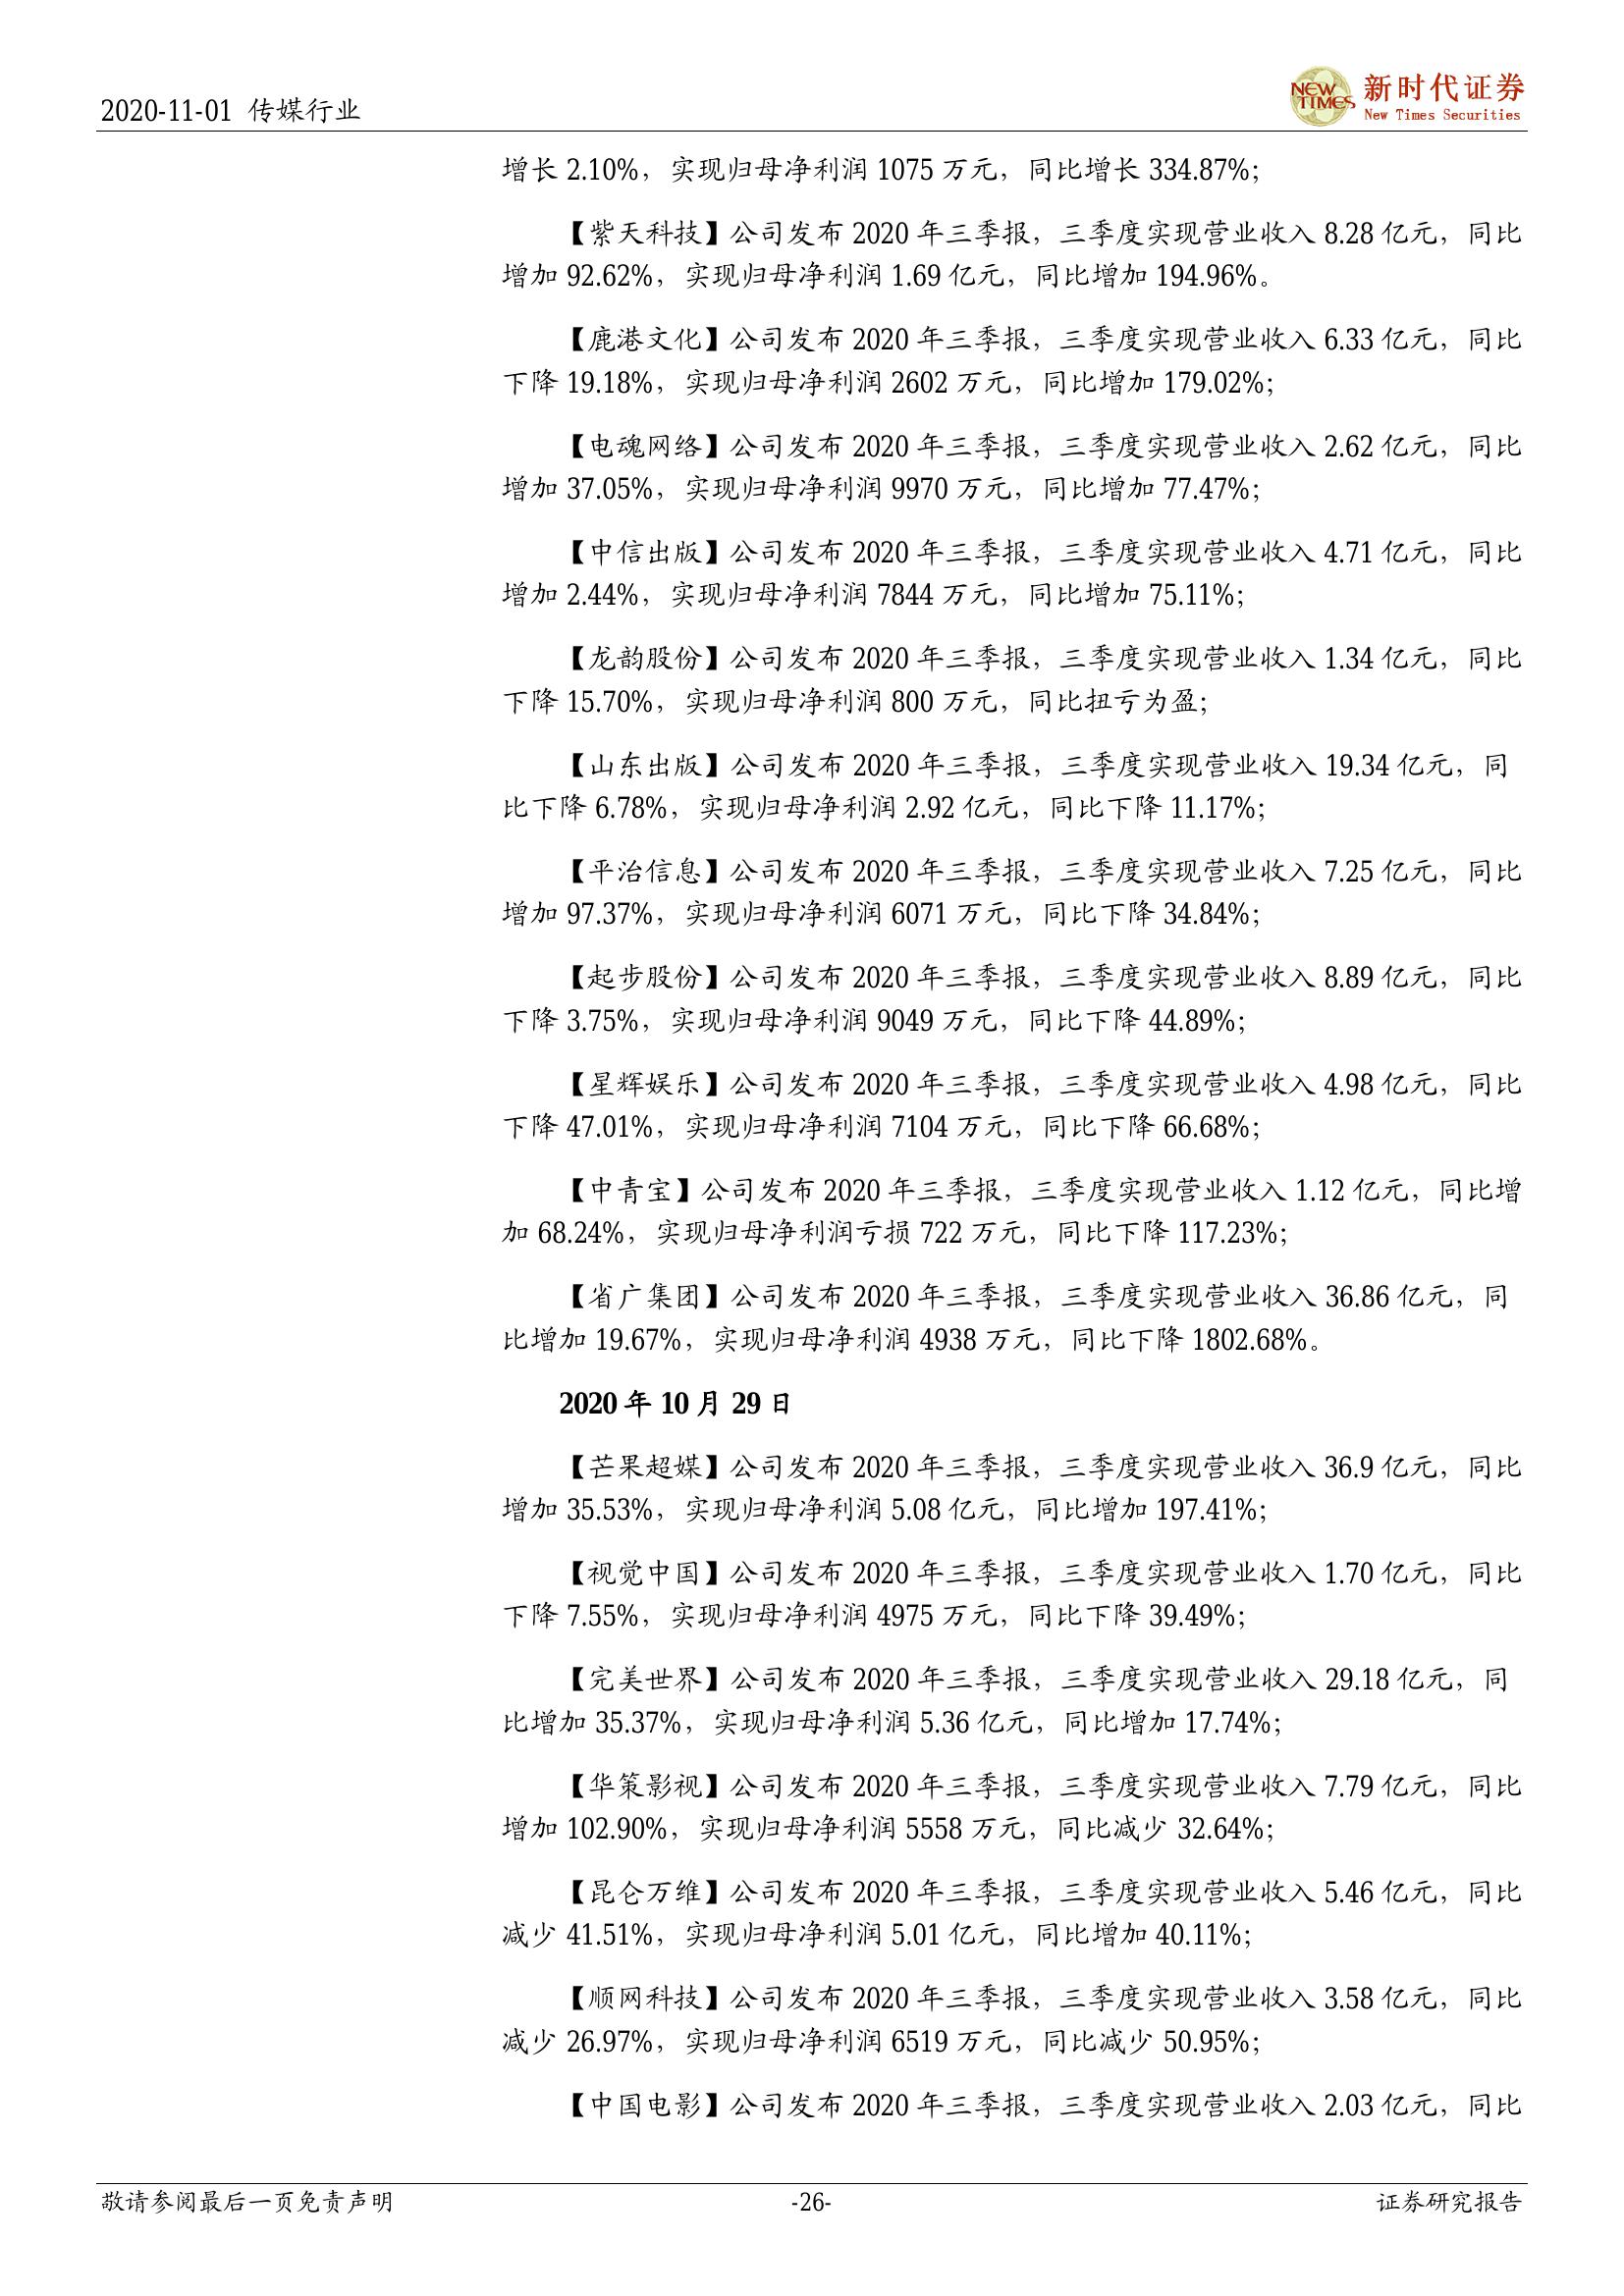 2020-11-01 传媒行业
NEW TIMES
新时代证券
New Times Securities
增长 2.10%，实现归母净利润 1075 万元，同比增长 334.87%；
【紫天科技】公司发布 2020 年三季报，三季度实现营业收入 8.28 亿元，同比
增加 92.62%，实现归母净利润 1.69 亿元，同比增加 194.96%。
【鹿港文化】公司发布 2020 年三季报，三季度实现营业收入 6.33 亿元，同比
下降 19.18%，实现归母净利润 2602 万元，同比增加 179.02%；
【电魂网络】公司发布 2020 年三季报，三季度实现营业收入 2.62 亿元，同比
增加 37.05%，实现归母净利润 9970 万元，同比增加 77.47%；
【中信出版】公司发布 2020 年三季报，三季度实现营业收入 4.71 亿元，同比
增加 2.44%，实现归母净利润 7844 万元，同比增加 75.11%；
【龙韵股份】公司发布 2020 年三季报，三季度实现营业收入 1.34 亿元，同比
下降 15.70%，实现归母净利润 800 万元，同比扭亏为盈；
【山东出版】公司发布 2020 年三季报，三季度实现营业收入 19.34 亿元，同
比下降 6.78%，实现归母净利润 2.92 亿元，同比下降 11.17%；
【平治信息】公司发布 2020 年三季报，三季度实现营业收入 7.25 亿元，同比
增加 97.37%，实现归母净利润 6071 万元，同比下降 34.84%；
【起步股份】公司发布 2020 年三季报，三季度实现营业收入 8.89 亿元，同比
下降 3.75%，实现归母净利润 9049 万元，同比下降 44.89%；
【星辉娱乐】公司发布 2020 年三季报，三季度实现营业收入 4.98 亿元，同比
下降 47.01%，实现归母净利润 7104 万元，同比下降 66.68%；
【中青宝】公司发布 2020 年三季报，三季度实现营业收入 1.12 亿元，同比增
加 68.24%，实现归母净利润亏损 722 万元，同比下降 117.23%；
【省广集团】公司发布 2020 年三季报，三季度实现营业收入 36.86 亿元，同
比增加 19.67%，实现归母净利润 4938 万元，同比下降 1802.68%。
2020 年 10 月 29 日
【芒果超媒】公司发布 2020 年三季报，三季度实现营业收入 36.9 亿元，同比
增加 35.53%，实现归母净利润 5.08 亿元，同比增加 197.41%；
【视觉中国】公司发布 2020 年三季报，三季度实现营业收入 1.70 亿元，同比
下降 7.55%，实现归母净利润 4975 万元，同比下降 39.49%；
【完美世界】公司发布 2020 年三季报，三季度实现营业收入 29.18 亿元，同
比增加 35.37%，实现归母净利润 5.36 亿元，同比增加 17.74%；
【华策影视】公司发布 2020 年三季报，三季度实现营业收入 7.79 亿元，同比
增加 102.90%，实现归母净利润 5558 万元，同比减少 32.64%；
【昆仑万维】公司发布 2020 年三季报，三季度实现营业收入 5.46 亿元，同比
减少 41.51%，实现归母净利润 5.01 亿元，同比增加 40.11%；
【顺网科技】公司发布 2020 年三季报，三季度实现营业收入 3.58 亿元，同比
减少 26.97%，实现归母净利润 6519 万元，同比减少 50.95%；
【中国电影】公司发布 2020 年三季报，三季度实现营业收入 2.03 亿元，同比
敬请参阅最后一页免责声明
-26-
证券研究报告